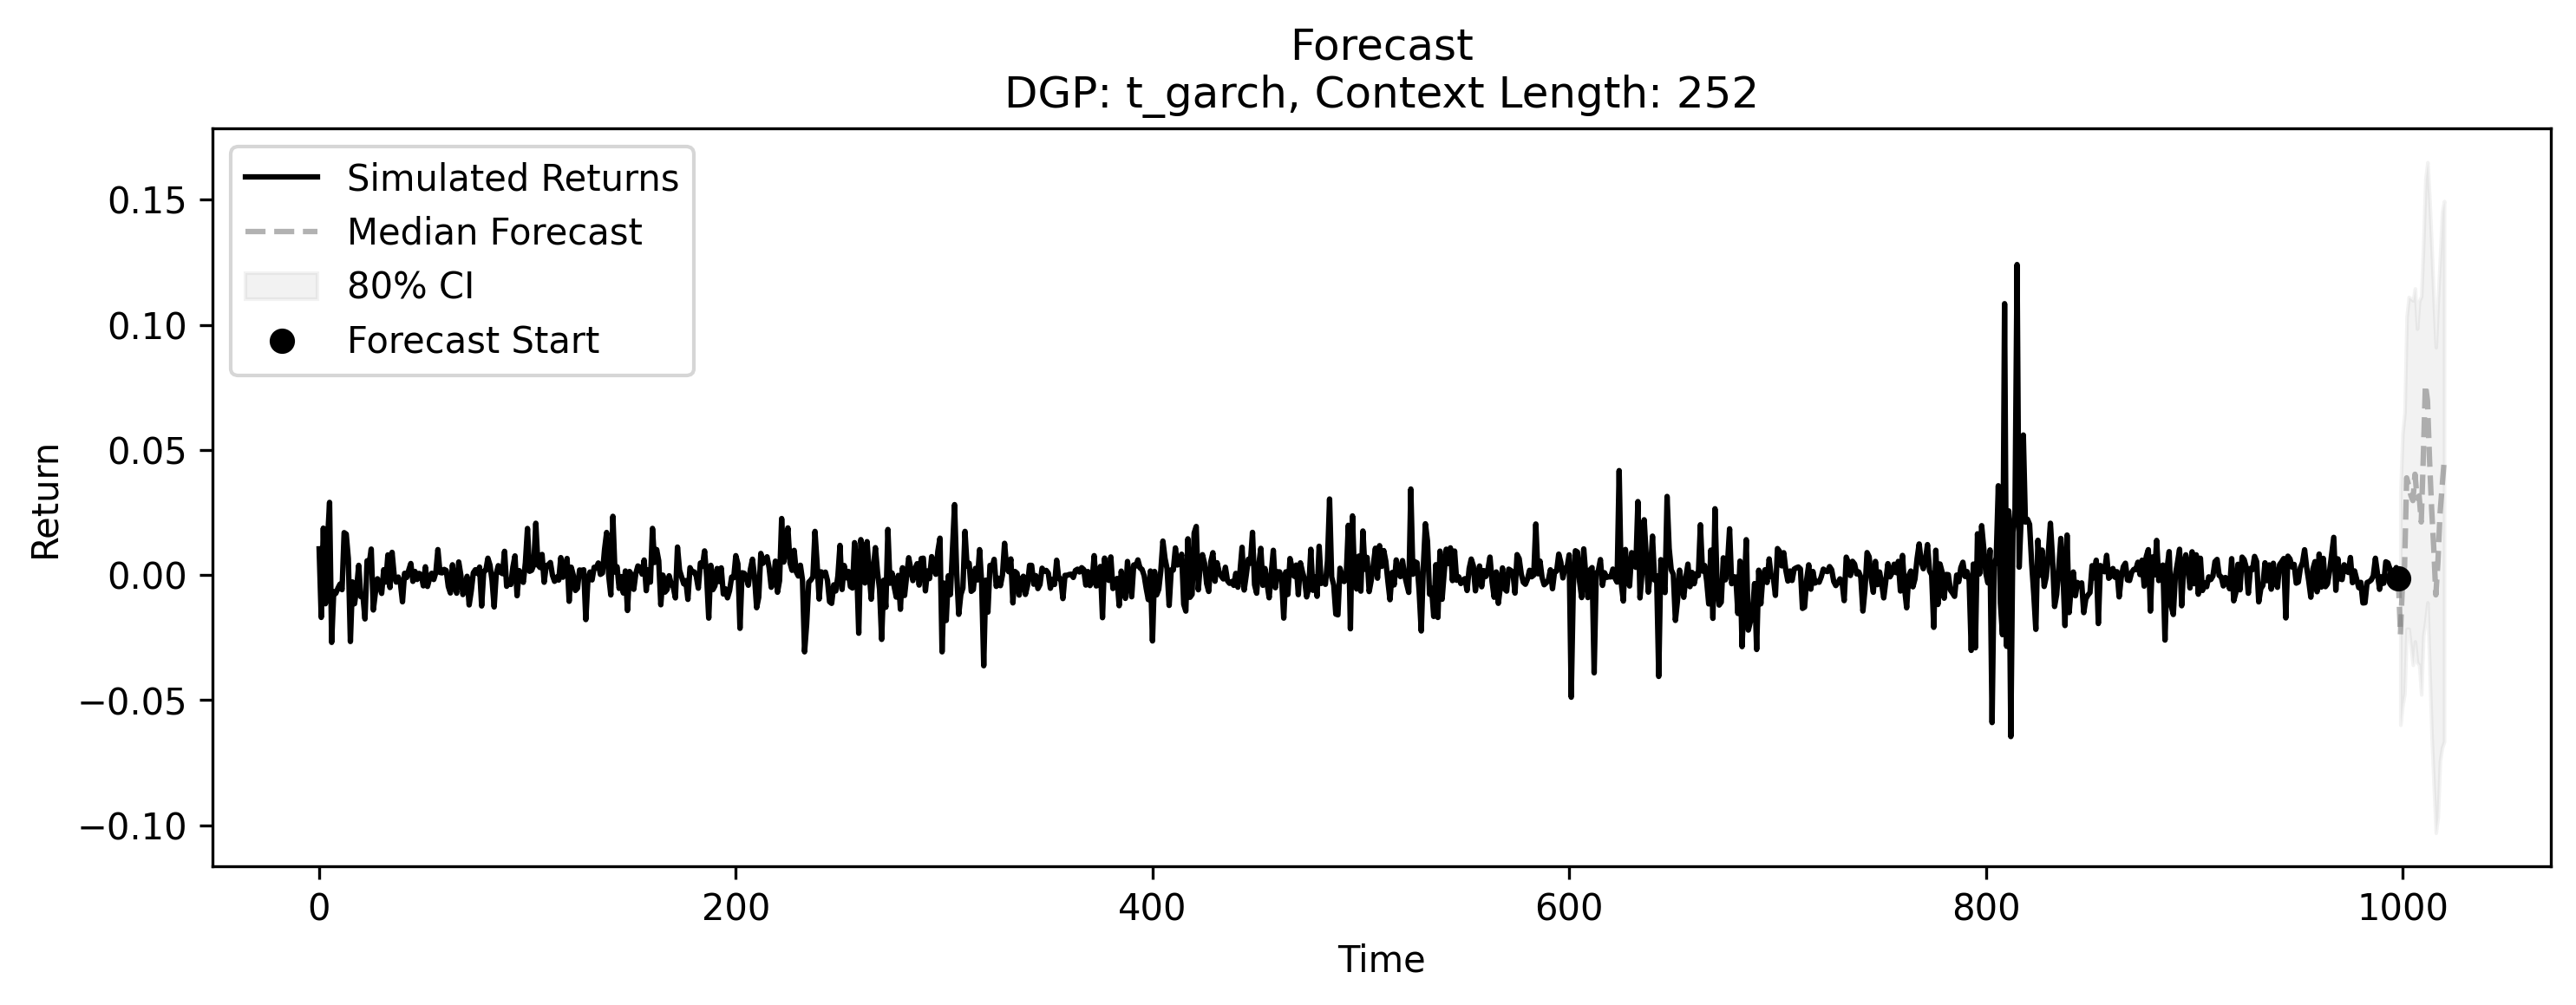 Forecast
DGP: t_garch, Context Length: 252
Simulated Returns
Median Forecast
80% CI
Forecast Start
Return
0.15
0.10
0.05
0.00
−0.05
−0.10
0 200 400 600 800 1000
Time